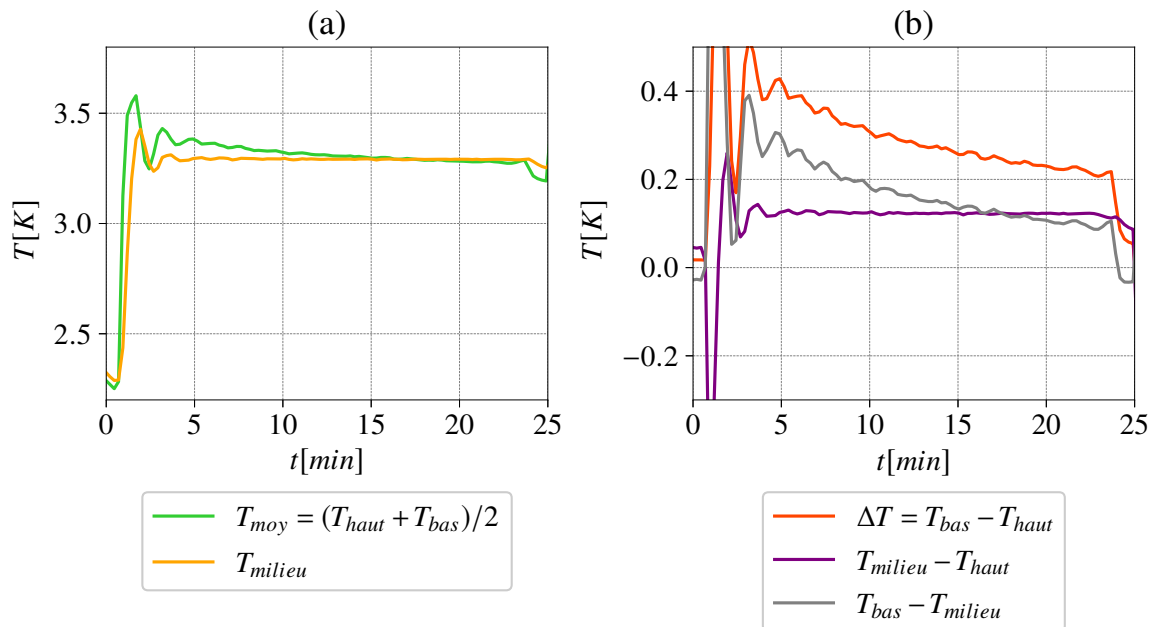 (a)
(b)
3.5
3.0
2.5
T[K]
0 5 10 15 20 25
t[min]
0.4
0.2
0.0
−0.2
T[K]
0 5 10 15 20 25
t[min]
T_moy = (T_haut + T_bas)/2
T_milieu
ΔT = T_bas − T_haut
T_milieu − T_haut
T_bas − T_milieu